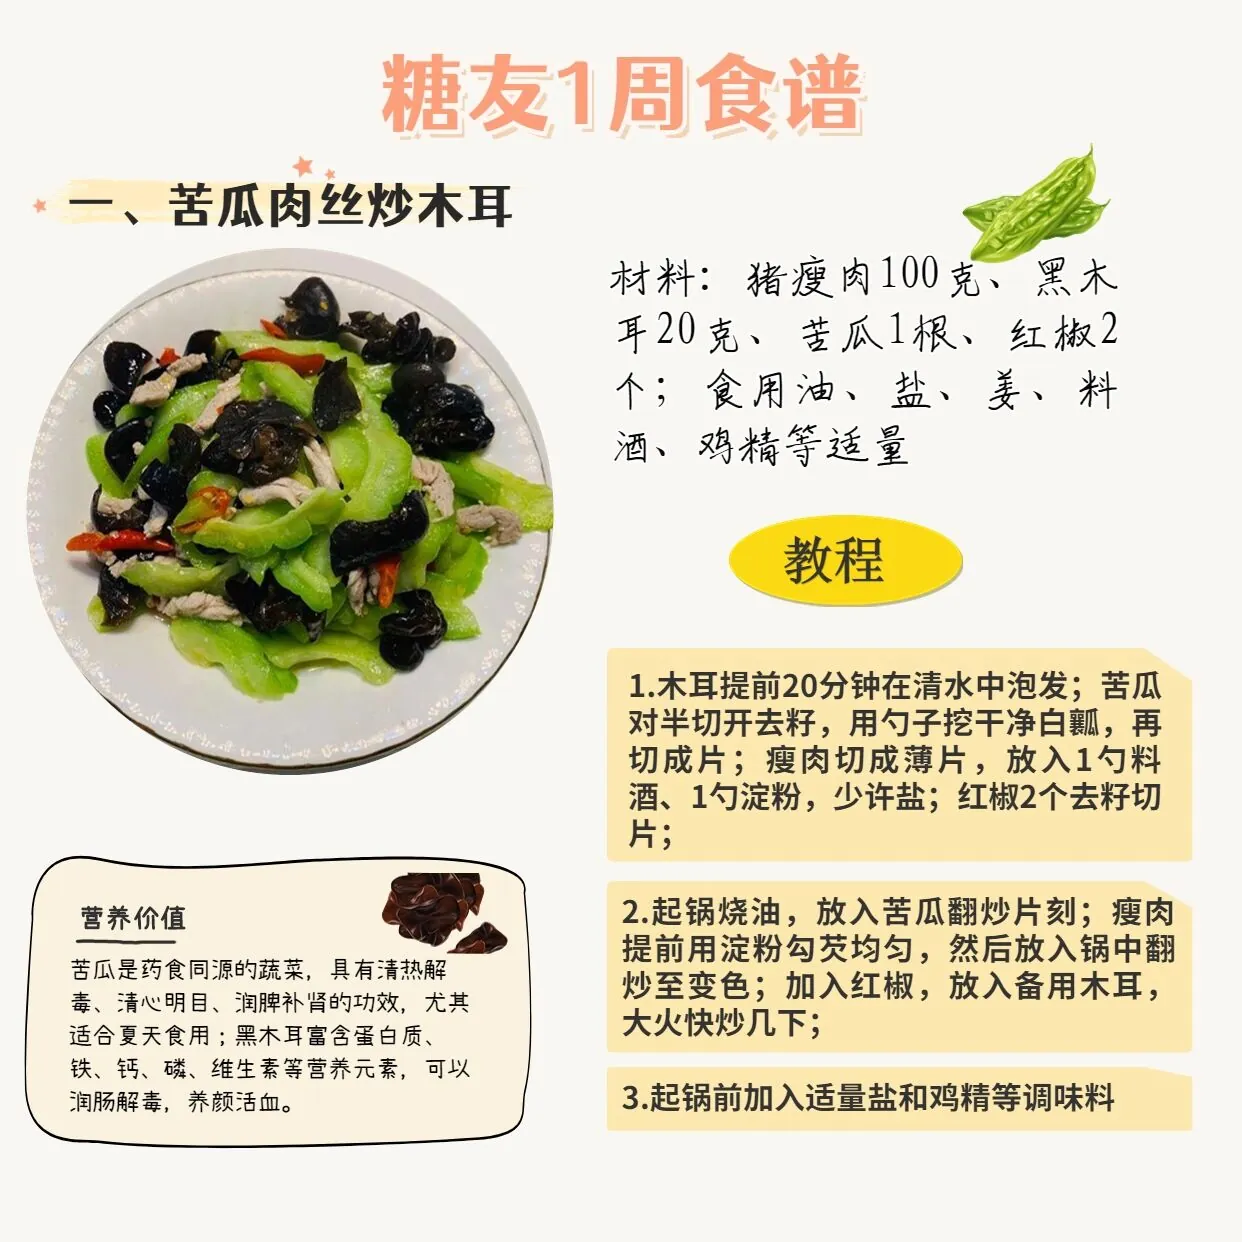 糖友1周食谱
一、苦瓜肉丝炒木耳
材料：猪瘦肉100克、黑木
耳20克、苦瓜1根、红椒2
个；食用油、盐、姜、料
酒、鸡精等适量
教程
1.木耳提前20分钟在清水中泡发；苦瓜
对半切开去籽，用勺子挖干净白瓤，再
切成片；瘦肉切成薄片，放入1勺料
酒、1勺淀粉，少许盐；红椒2个去籽切
片；
2.起锅烧油，放入苦瓜翻炒片刻；瘦肉
提前用淀粉勾芡均匀，然后放入锅中翻
炒至变色；加入红椒，放入备用木耳，
大火快炒几下；
3.起锅前加入适量盐和鸡精等调味料
营养价值
苦瓜是药食同源的蔬菜，具有清热解
毒、清心明目、润脾补肾的功效，尤其
适合夏天食用；黑木耳富含蛋白质、
铁、钙、磷、维生素等营养元素，可以
润肠解毒，养颜活血。